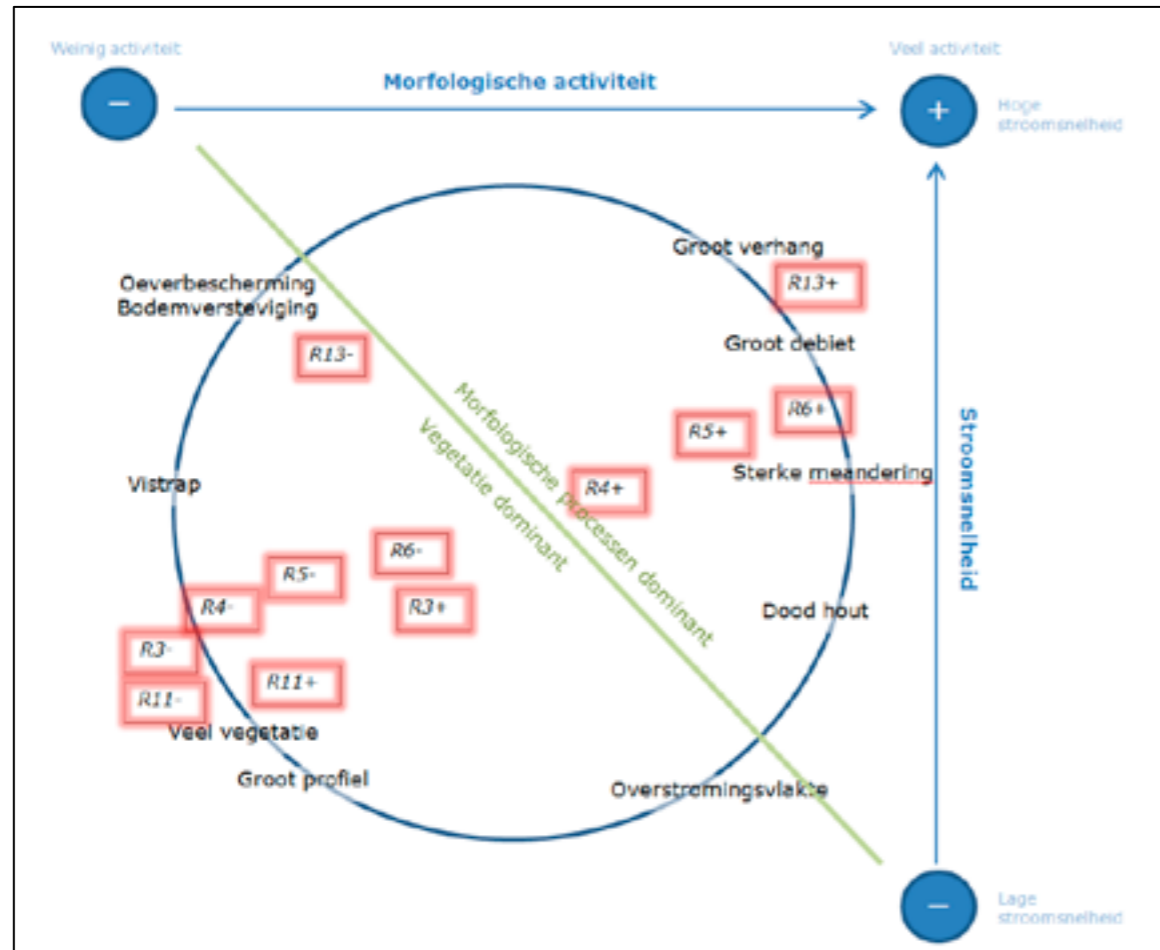 Weinig activiteit
Veel activiteit
Morfologische activiteit
−
+
Hoge
stroomsnelheid
Groot verhang
R13+
Oeverbescherming
Bodemversteviging
Groot debiet
R13-
R6+
R5+
Sterke meandering
Stroomsnelheid
Morfologische processen dominant
Vegetatie dominant
Vistrap
R4+
R6-
R5-
R4-
R3+
Dood hout
R3-
R11+
R11-
Veel vegetatie
Groot profiel
Overstromingsvlakte
−
Lage
stroomsnelheid